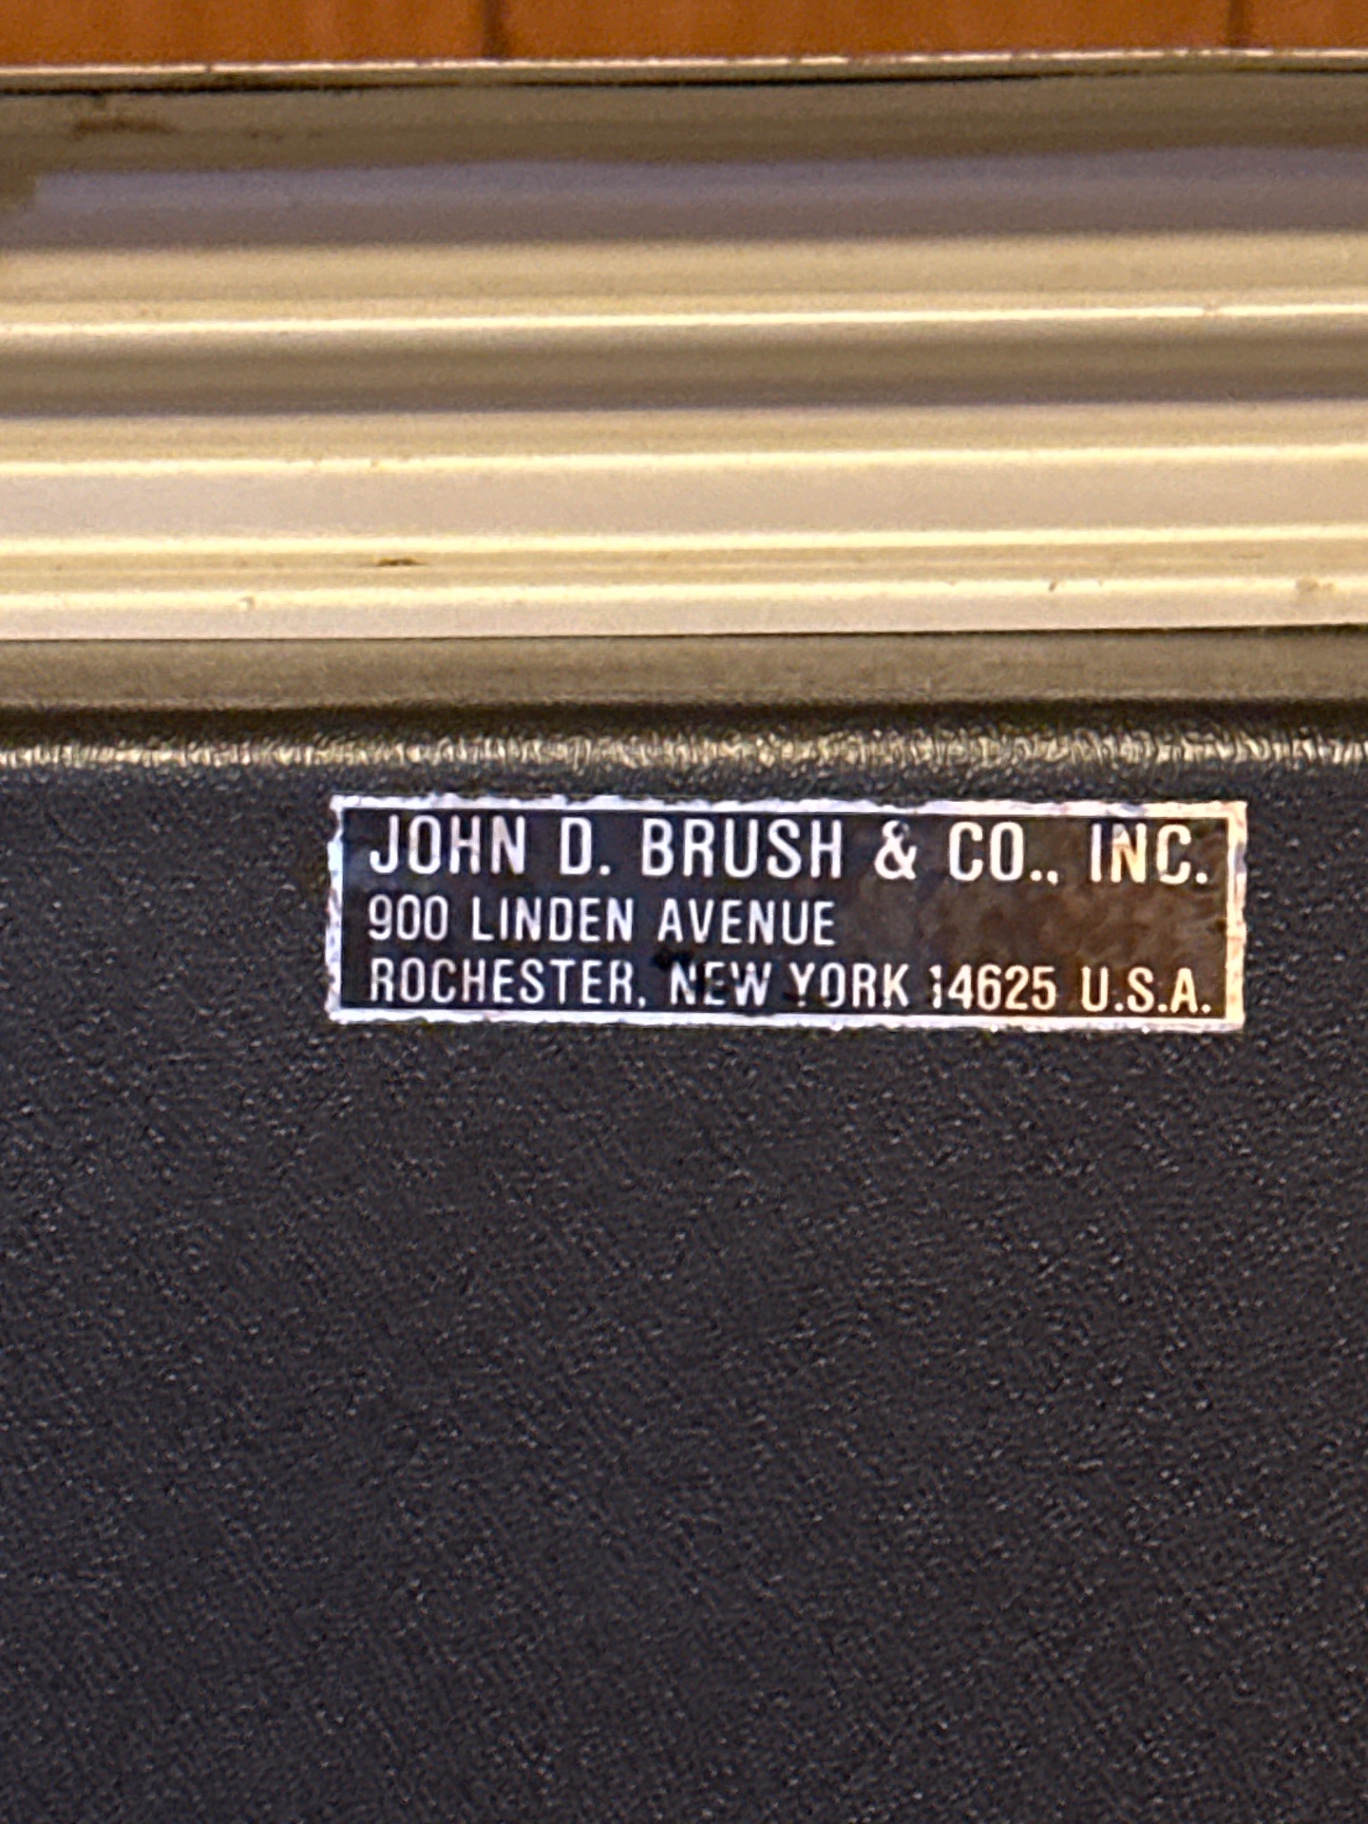 JOHN D. BRUSH & CO., INC.
900 LINDEN AVENUE
ROCHESTER, NEW YORK 14625 U.S.A.